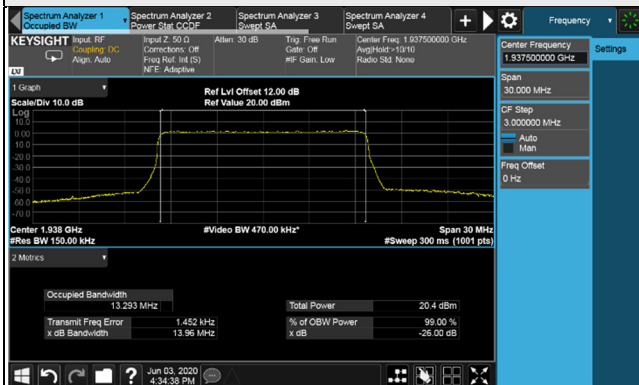 Spectrum Analyzer 1
Occupied BW
Spectrum Analyzer 2
Power Stat CCDF
Spectrum Analyzer 3
Swept SA
Spectrum Analyzer 4
Swept SA
Frequency
KEYSIGHT
Input: RF
Coupling: DC
Align: Auto
Input Z: 50 Ω
Corrections: Off
Freq Ref: Int (S)
NFE: Adaptive
Atten: 30 dB
Trig: Free Run
Gate: Off
#IF Gain: Low
Center Freq: 1.937500000 GHz
Avg|Hold:>10/10
Radio Std: None
LXI
Center Frequency
1.937500000 GHz
Settings
Span
30.000 MHz
CF Step
3.000000 MHz
Auto
Man
Freq Offset
0 Hz
1 Graph
Scale/Div 10.0 dB
Ref Lvl Offset 12.00 dB
Ref Value 20.00 dBm
Log
10.0
0.00
-10.0
-20.0
-30.0
-40.0
-50.0
-60.0
-70.0
Center 1.938 GHz
#Res BW 150.00 kHz
#Video BW 470.00 kHz*
Span 30 MHz
#Sweep 300 ms (1001 pts)
2 Metrics
Occupied Bandwidth
13.293 MHz
Transmit Freq Error
1.452 kHz
x dB Bandwidth
13.96 MHz
Total Power
20.4 dBm
% of OBW Power
99.00 %
x dB
-26.00 dB
?
Jun 03, 2020
4:34:38 PM